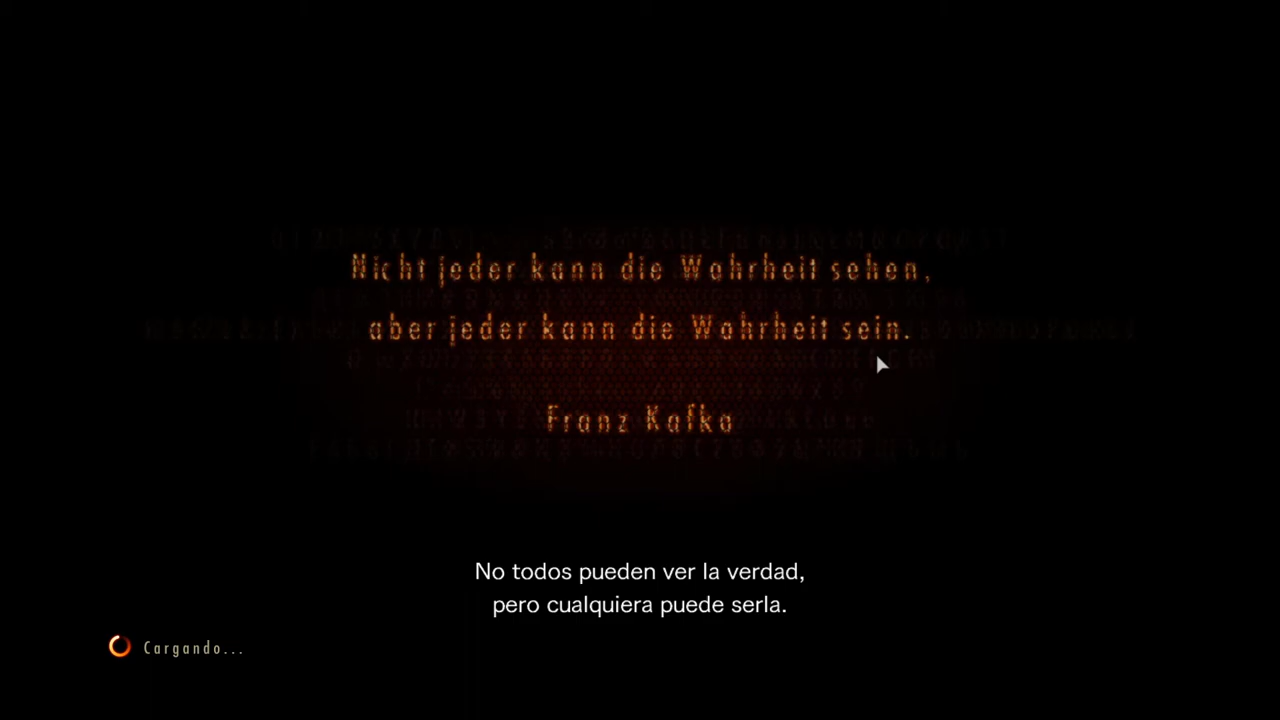 Nicht jeder kann die Wahrheit sehen,
aber jeder kann die Wahrheit sein.
Franz Kafka
No todos pueden ver la verdad,
pero cualquiera puede serla.
Cargando...